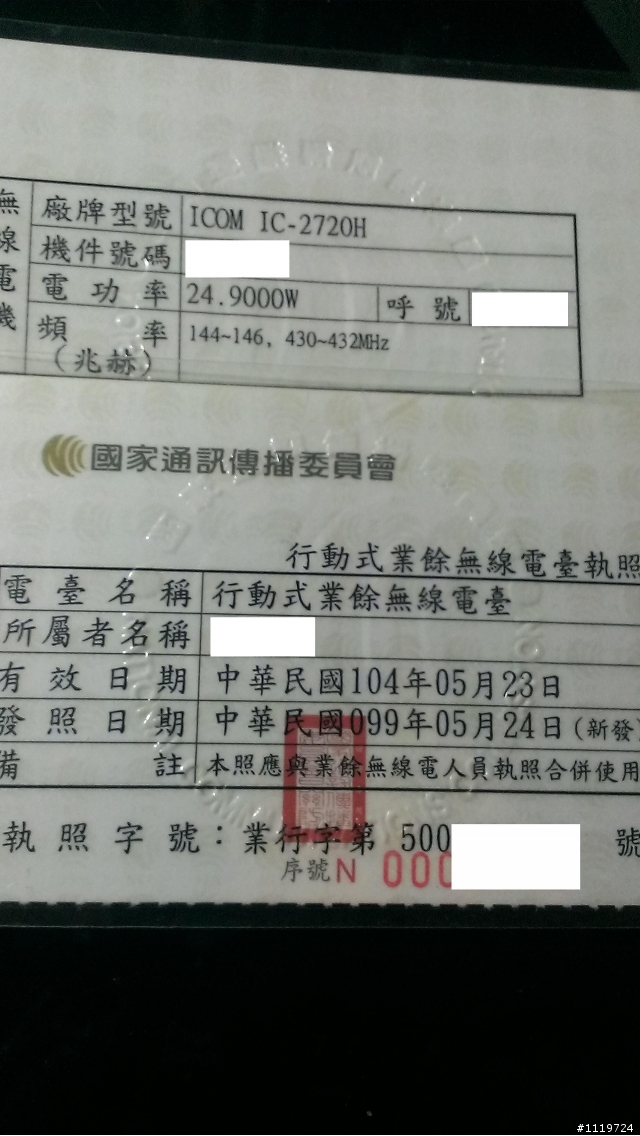 無線電機
廠牌型號 ICOM IC-2720H
機件號碼
電功率 24.9000W 呼號
頻率 144~146, 430~432MHz
(兆赫)
國家通訊傳播委員會
行動式業餘無線電臺執照
電臺名稱 行動式業餘無線電臺
所屬者名稱
有效日期 中華民國104年05月23日
發照日期 中華民國099年05月24日(新發)
備註 本照應與業餘無線電人員執照合併使用
執照字號：業行字第 500 號
序號 N 000
#1119724